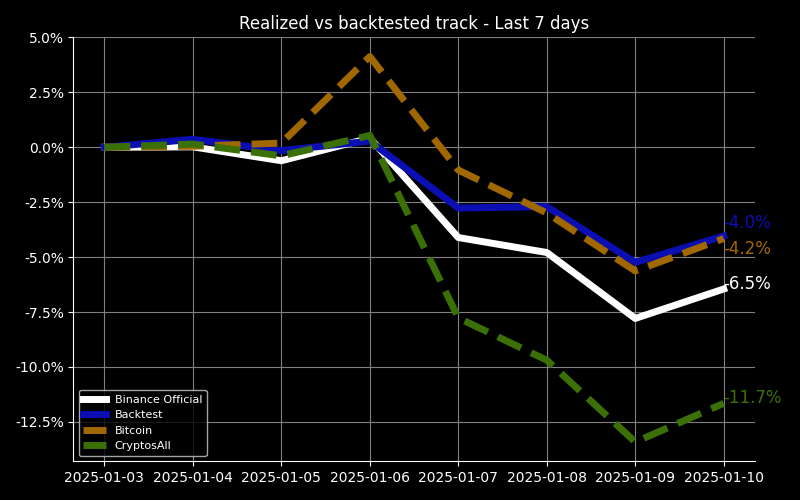 Realized vs backtested track - Last 7 days
5.0%
2.5%
0.0%
-2.5%
-5.0%
-7.5%
-10.0%
-12.5%
-4.0%
-4.2%
-6.5%
-11.7%
Binance Official
Backtest
Bitcoin
CryptosAll
2025-01-03 2025-01-04 2025-01-05 2025-01-06 2025-01-07 2025-01-08 2025-01-09 2025-01-10